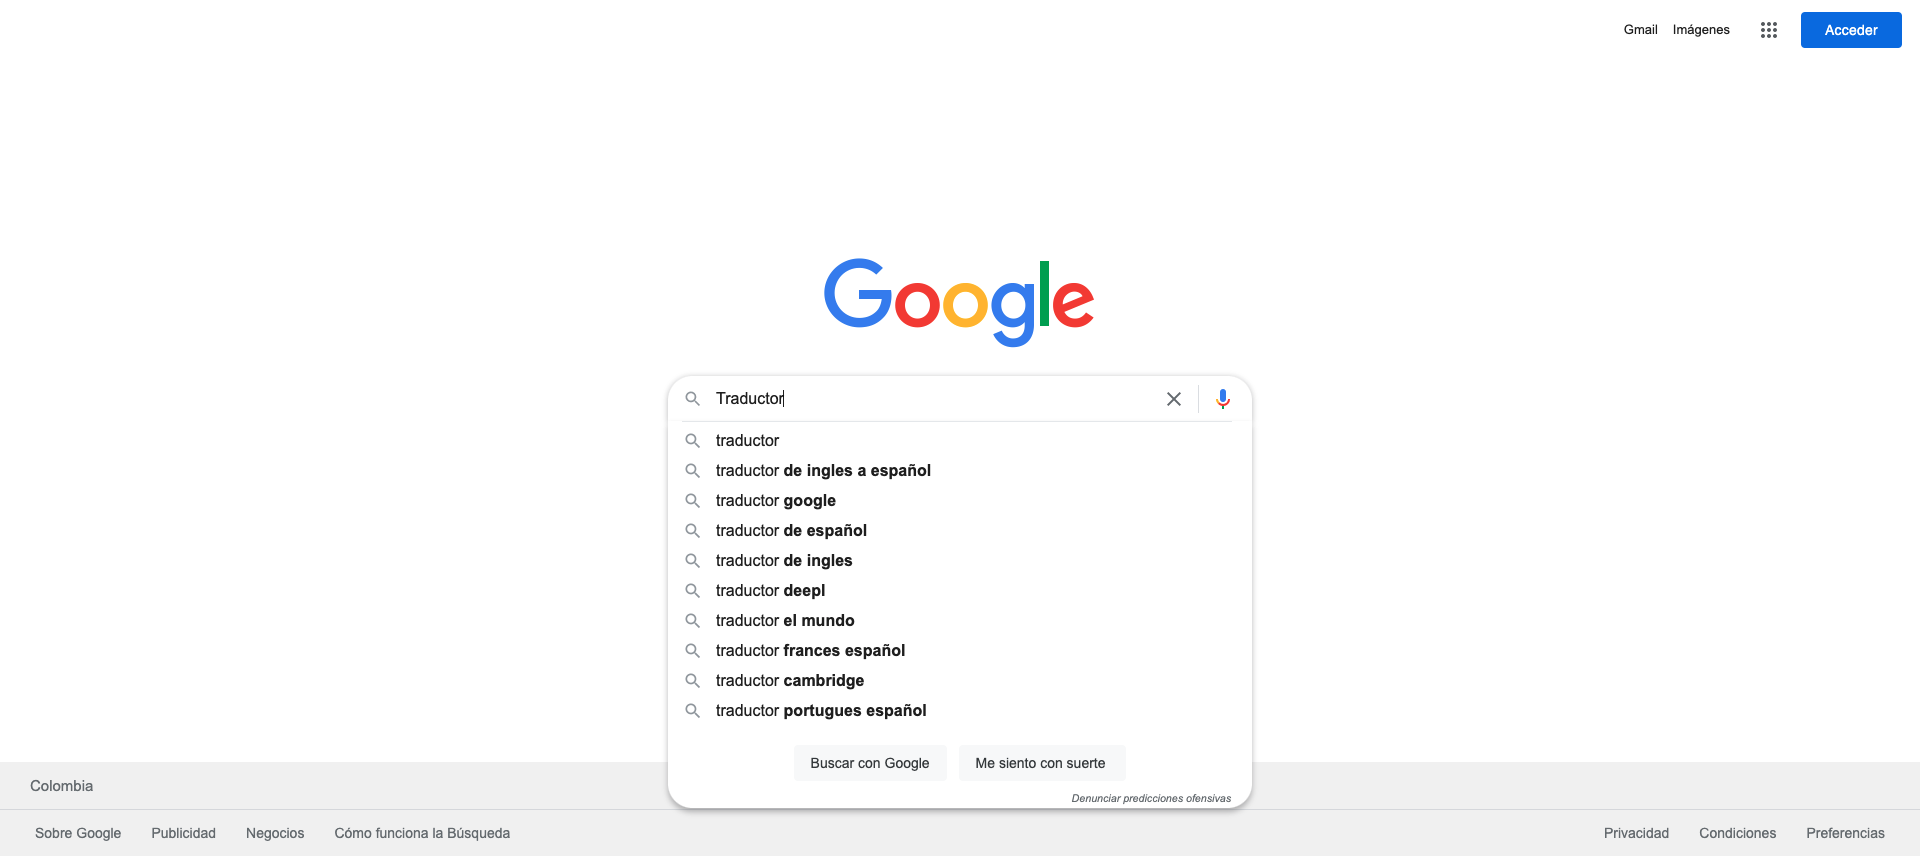 Gmail Imágenes Acceder
Google
Traductor
traductor
traductor de ingles a español
traductor google
traductor de español
traductor de ingles
traductor deepl
traductor el mundo
traductor frances español
traductor cambridge
traductor portugues español
Buscar con Google Me siento con suerte
Denunciar predicciones ofensivas
Colombia
Sobre Google Publicidad Negocios Cómo funciona la Búsqueda Privacidad Condiciones Preferencias